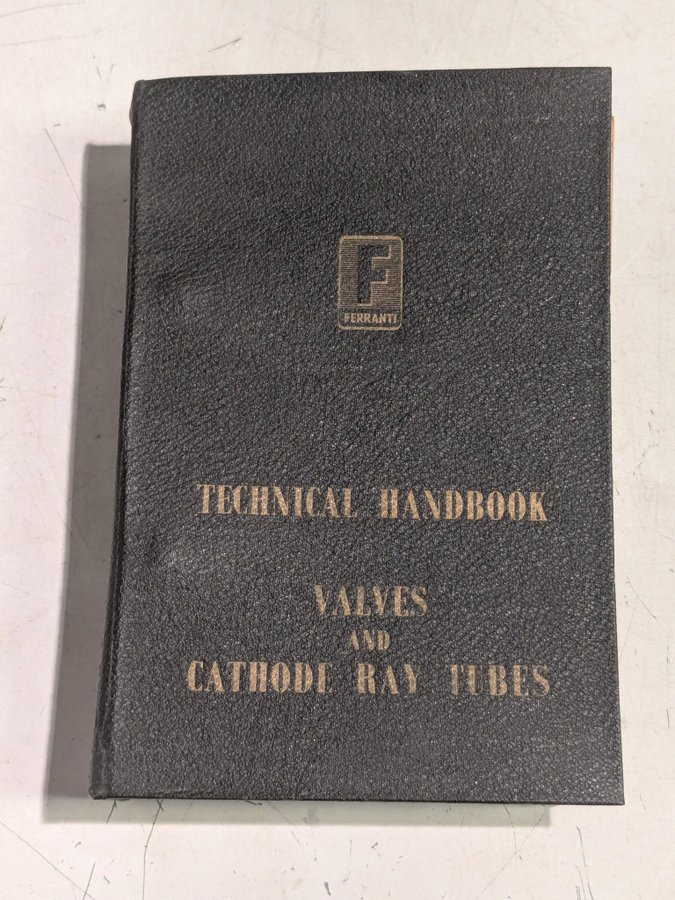 F
FERRANTI
TECHNICAL HANDBOOK
VALVES
AND
CATHODE RAY TUBES